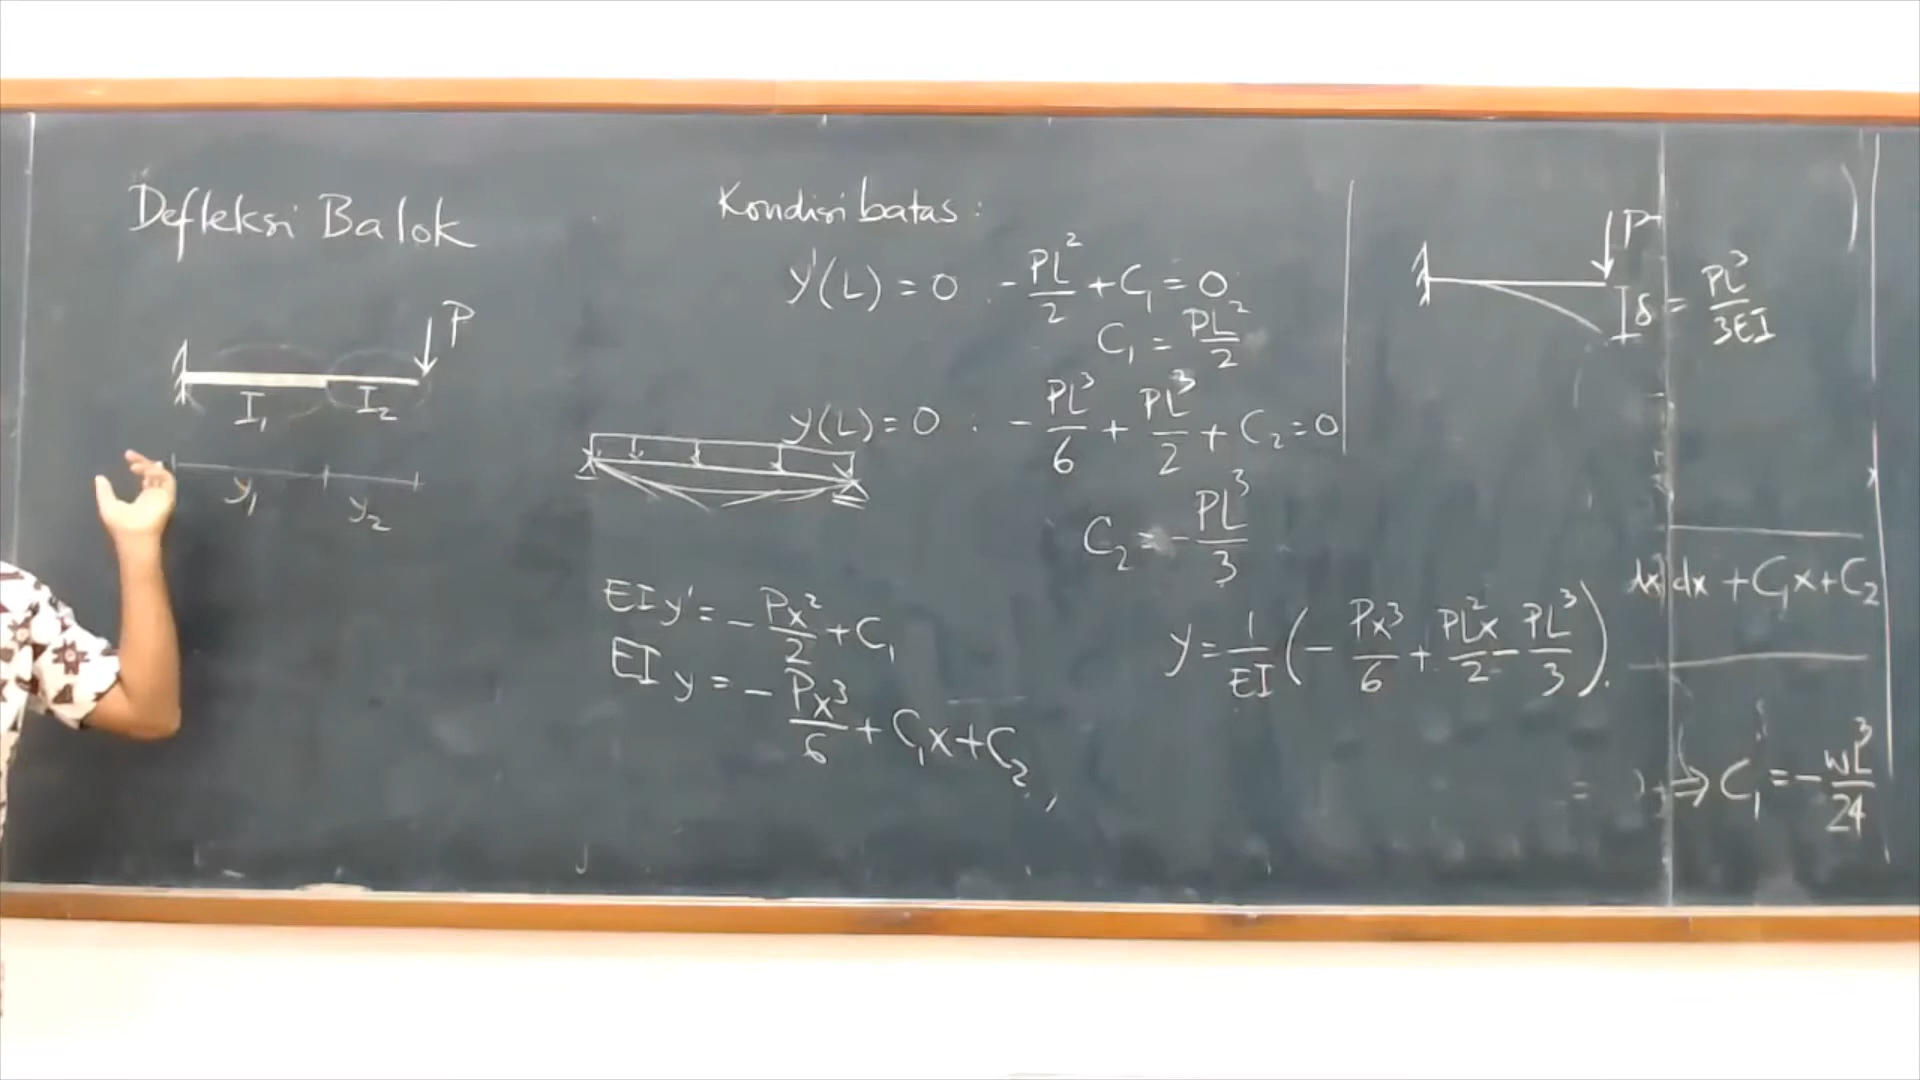 Defleksi Balok
P
I₁ I₂
y₁ y₂
EI y' = - Px²/2 + C₁
EI y = - Px³/6 + C₁x + C₂
Kondisi batas :
y'(L) = 0 : - PL²/2 + C₁ = 0
C₁ = PL²/2
y(L) = 0 : - PL³/6 + PL³/2 + C₂ = 0
C₂ = - PL³/3
y = 1/EI (- Px³/6 + PL²x/2 - PL³/3).
P
δ = PL³/3EI
dx + C₁x + C₂
⇒ C₁ = - wL³/24